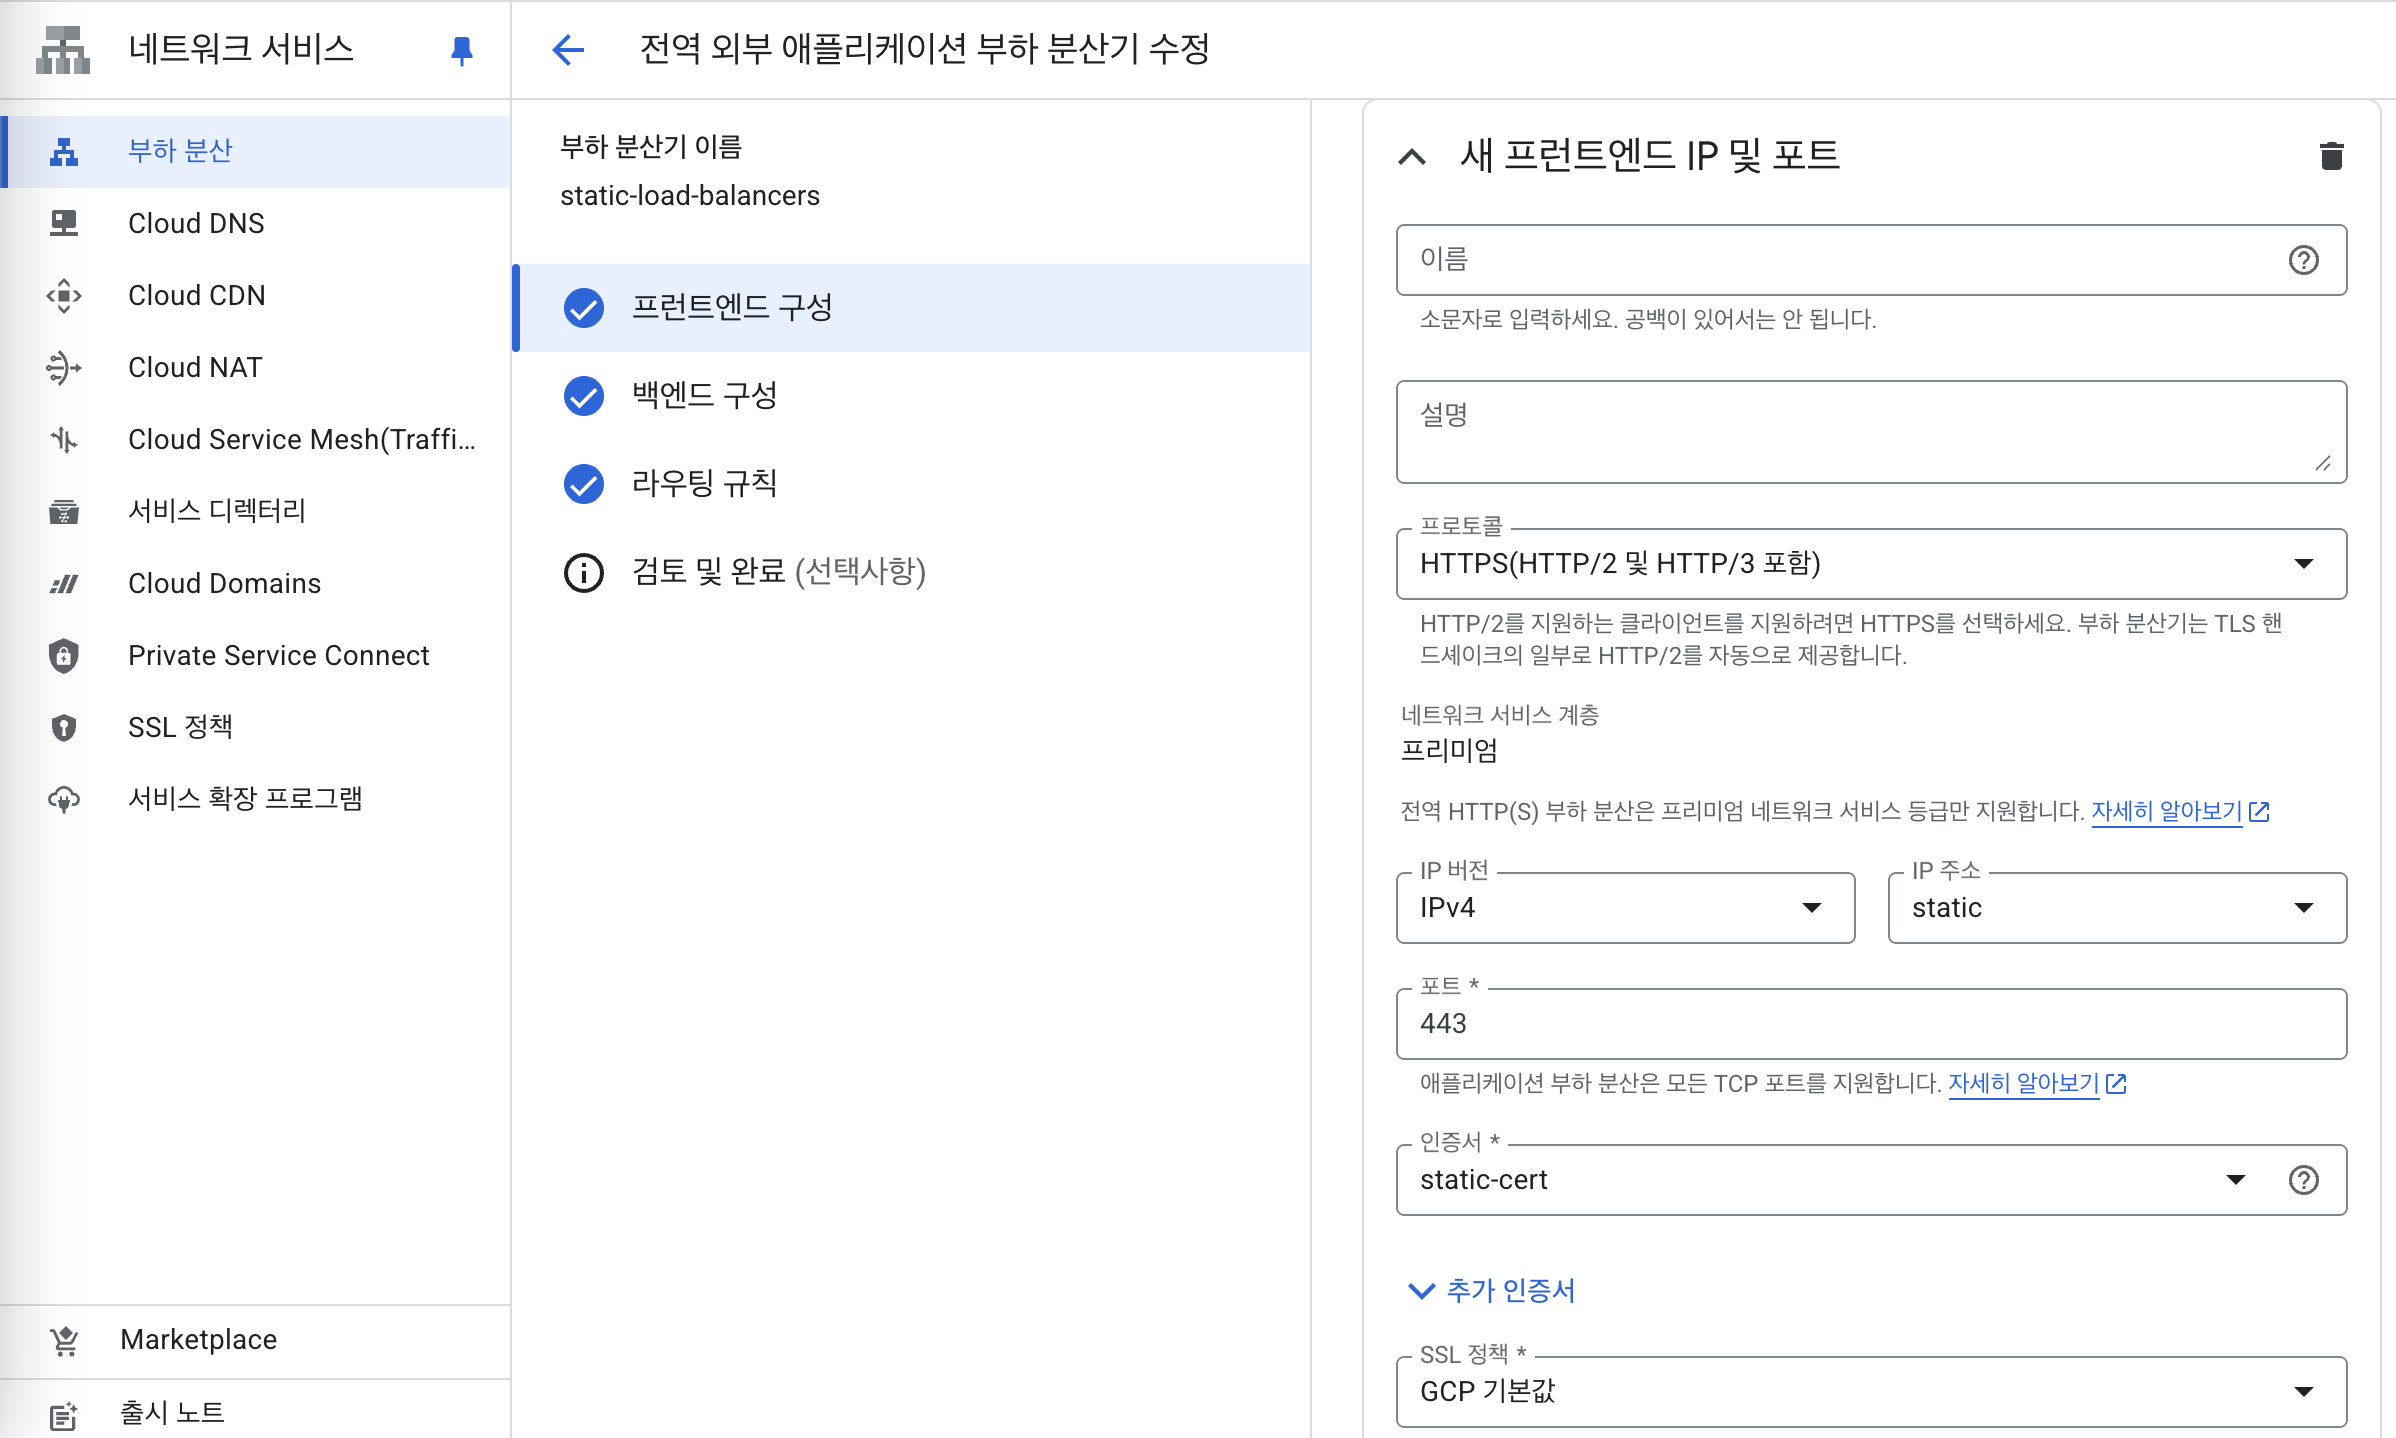 네트워크 서비스
전역 외부 애플리케이션 부하 분산기 수정
부하 분산
Cloud DNS
Cloud CDN
Cloud NAT
Cloud Service Mesh(Traffi...
서비스 디렉터리
Cloud Domains
Private Service Connect
SSL 정책
서비스 확장 프로그램
Marketplace
출시 노트
부하 분산기 이름
static-load-balancers
프런트엔드 구성
백엔드 구성
라우팅 규칙
검토 및 완료 (선택사항)
새 프런트엔드 IP 및 포트
이름
소문자로 입력하세요. 공백이 있어서는 안 됩니다.
설명
프로토콜
HTTPS(HTTP/2 및 HTTP/3 포함)
HTTP/2를 지원하는 클라이언트를 지원하려면 HTTPS를 선택하세요. 부하 분산기는 TLS 핸
드셰이크의 일부로 HTTP/2를 자동으로 제공합니다.
네트워크 서비스 계층
프리미엄
전역 HTTP(S) 부하 분산은 프리미엄 네트워크 서비스 등급만 지원합니다. 자세히 알아보기
IP 버전
IPv4
IP 주소
static
포트 *
443
애플리케이션 부하 분산은 모든 TCP 포트를 지원합니다. 자세히 알아보기
인증서 *
static-cert
추가 인증서
SSL 정책 *
GCP 기본값